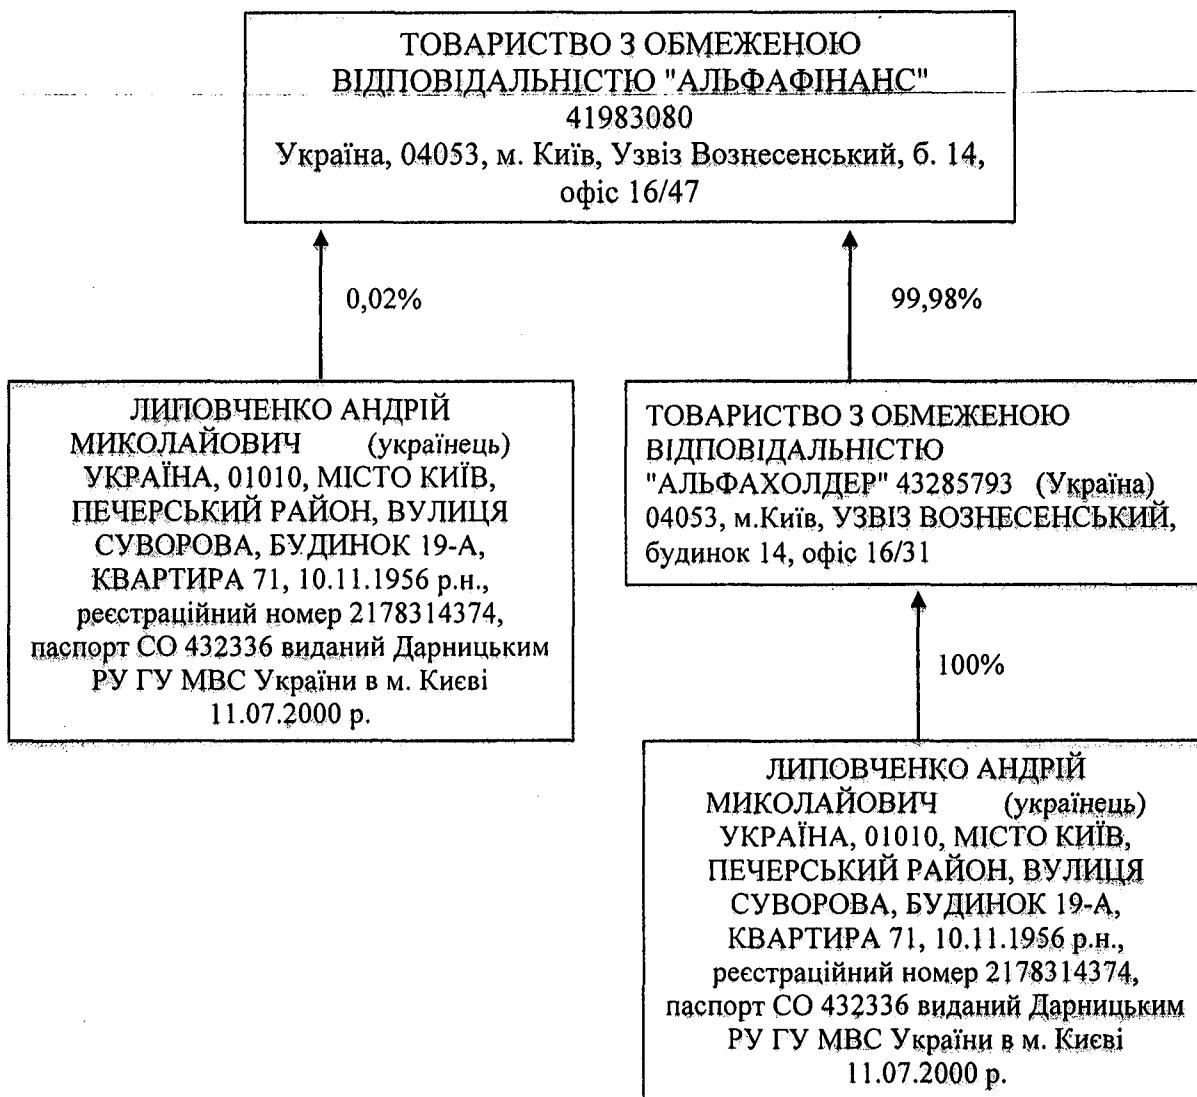 ТОВАРИСТВО З ОБМЕЖЕНОЮ
ВІДПОВІДАЛЬНІСТЮ "АЛЬФАФІНАНС"
41983080
Україна, 04053, м. Київ, Узвіз Вознесенський, б. 14,
офіс 16/47
0,02%
99,98%
ЛИПОВЧЕНКО АНДРІЙ
МИКОЛАЙОВИЧ (українець)
УКРАЇНА, 01010, МІСТО КИЇВ,
ПЕЧЕРСЬКИЙ РАЙОН, ВУЛИЦЯ
СУВОРОВА, БУДИНОК 19-А,
КВАРТИРА 71, 10.11.1956 р.н.,
реєстраційний номер 2178314374,
паспорт СО 432336 виданий Дарницьким
РУ ГУ МВС України в м. Києві
11.07.2000 р.
ТОВАРИСТВО З ОБМЕЖЕНОЮ
ВІДПОВІДАЛЬНІСТЮ
"АЛЬФАХОЛДЕР" 43285793 (Україна)
04053, м.Київ, УЗВІЗ ВОЗНЕСЕНСЬКИЙ,
будинок 14, офіс 16/31
100%
ЛИПОВЧЕНКО АНДРІЙ
МИКОЛАЙОВИЧ (українець)
УКРАЇНА, 01010, МІСТО КИЇВ,
ПЕЧЕРСЬКИЙ РАЙОН, ВУЛИЦЯ
СУВОРОВА, БУДИНОК 19-А,
КВАРТИРА 71, 10.11.1956 р.н.,
реєстраційний номер 2178314374,
паспорт СО 432336 виданий Дарницьким
РУ ГУ МВС України в м. Києві
11.07.2000 р.